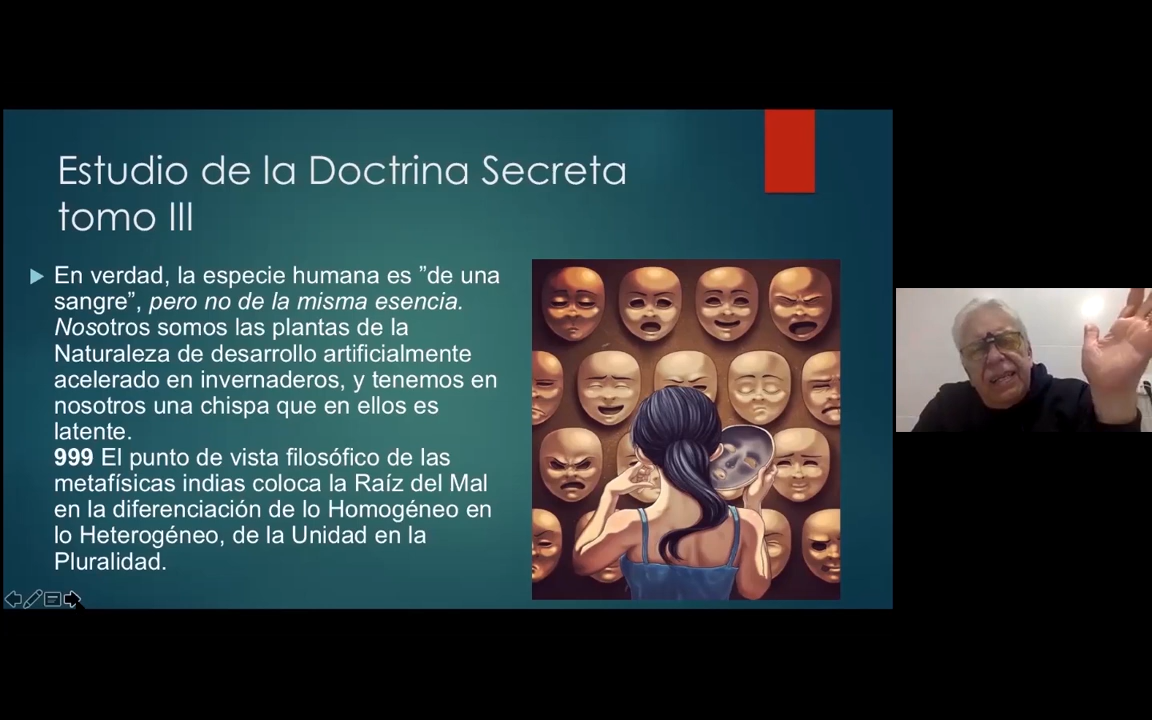 Estudio de la Doctrina Secreta
tomo III
En verdad, la especie humana es ”de una
sangre”, pero no de la misma esencia.
Nosotros somos las plantas de la
Naturaleza de desarrollo artificialmente
acelerado en invernaderos, y tenemos en
nosotros una chispa que en ellos es
latente.
999 El punto de vista filosófico de las
metafísicas indias coloca la Raíz del Mal
en la diferenciación de lo Homogéneo en
lo Heterogéneo, de la Unidad en la
Pluralidad.